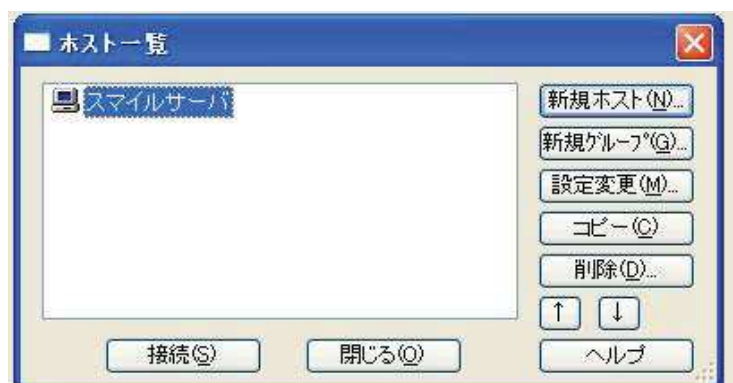 ホスト一覧
スマイルサーバ
新規ホスト(N)...
新規ｸﾞﾙｰﾌﾟ(G)...
設定変更(M)...
コピー(C)
削除(D)...
↑ ↓
接続(S) 閉じる(O) ヘルプ